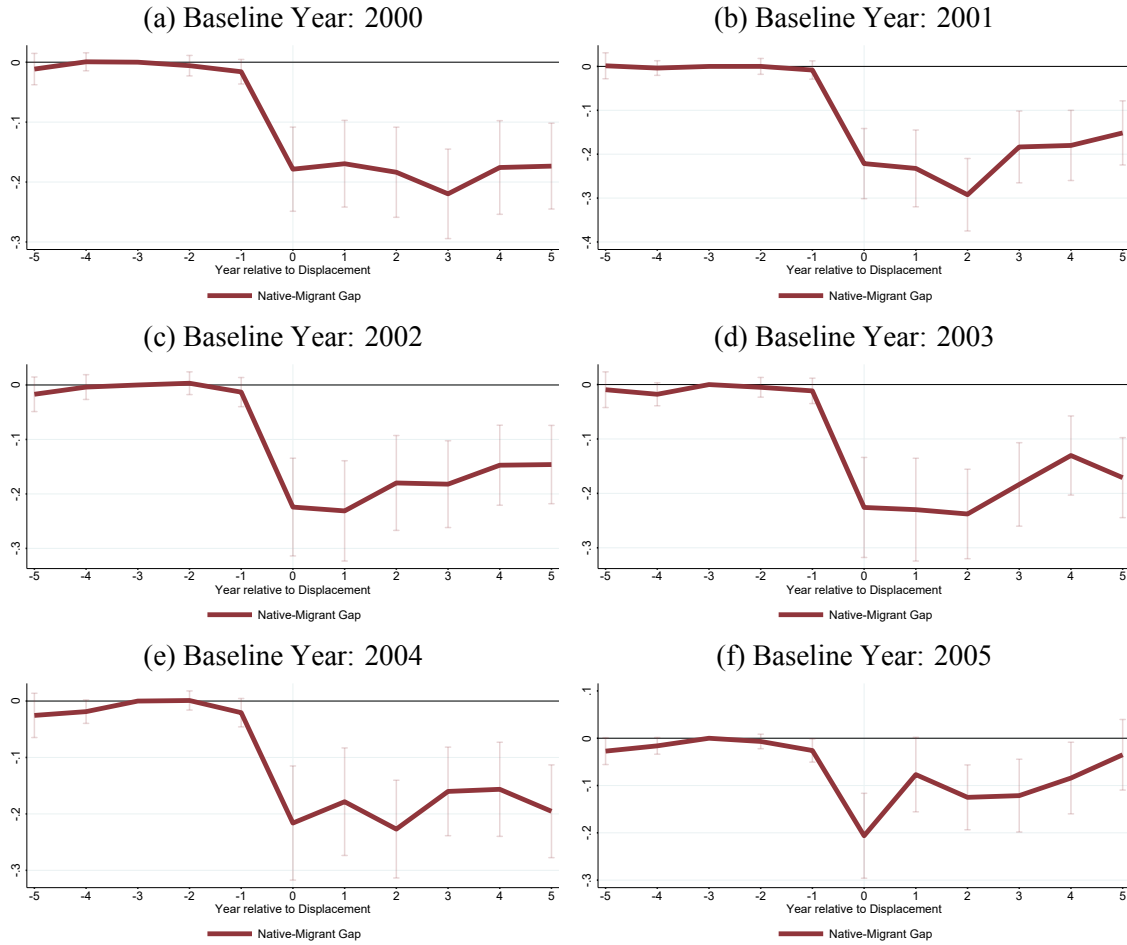 (a) Baseline Year: 2000
0
-.1
-.2
-.3
-5 -4 -3 -2 -1 0 1 2 3 4 5
Year relative to Displacement
Native-Migrant Gap
(b) Baseline Year: 2001
0
-.1
-.2
-.3
-.4
-5 -4 -3 -2 -1 0 1 2 3 4 5
Year relative to Displacement
Native-Migrant Gap
(c) Baseline Year: 2002
0
-.1
-.2
-.3
-5 -4 -3 -2 -1 0 1 2 3 4 5
Year relative to Displacement
Native-Migrant Gap
(d) Baseline Year: 2003
0
-.1
-.2
-.3
-5 -4 -3 -2 -1 0 1 2 3 4 5
Year relative to Displacement
Native-Migrant Gap
(e) Baseline Year: 2004
0
-.1
-.2
-.3
-5 -4 -3 -2 -1 0 1 2 3 4 5
Year relative to Displacement
Native-Migrant Gap
(f) Baseline Year: 2005
.1
0
-.1
-.2
-.3
-5 -4 -3 -2 -1 0 1 2 3 4 5
Year relative to Displacement
Native-Migrant Gap